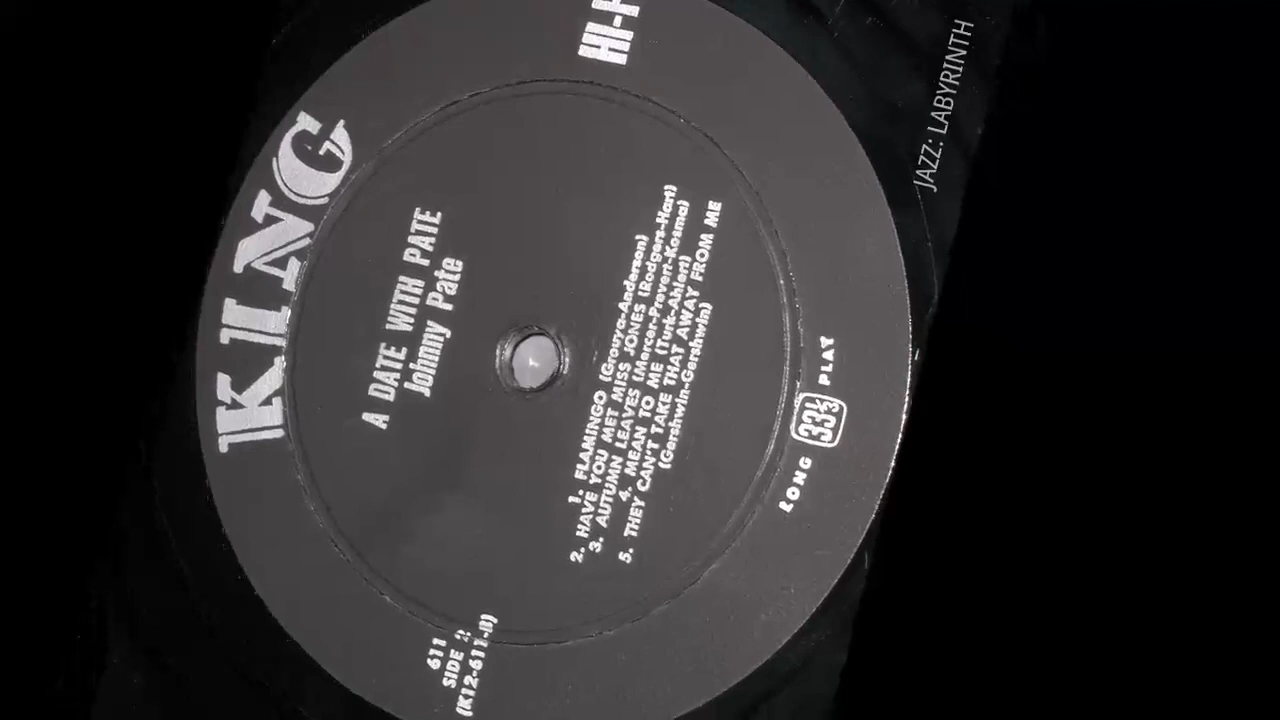 KING
HI-F
A DATE WITH PATE
Johnny Pate
611
SIDE 2
(K12-611-B)
1. FLAMINGO (Grouya-Anderson)
2. HAVE YOU MET MISS JONES (Rodgers-Hart)
3. AUTUMN LEAVES (Mercer-Prevert-Kosma)
4. MEAN TO ME (Turk-Ahlert)
5. THEY CAN'T TAKE THAT AWAY FROM ME
(Gershwin-Gershwin)
LONG 33⅓ PLAY
JAZZ: LABYRINTH